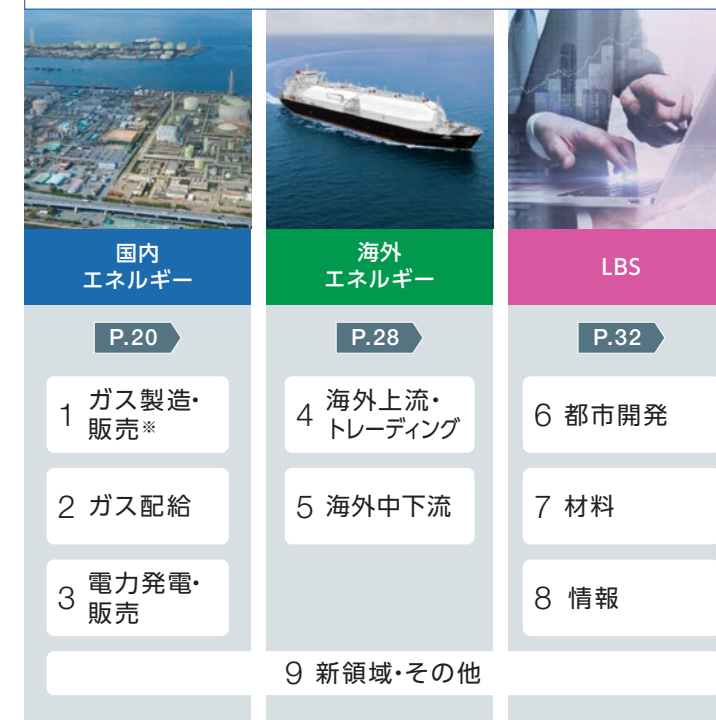 国内
エネルギー
P.20
1 ガス製造・
販売※
2 ガス配給
3 電力発電・
販売
海外
エネルギー
P.28
4 海外上流・
トレーディング
5 海外中下流
LBS
P.32
6 都市開発
7 材料
8 情報
9 新領域・その他